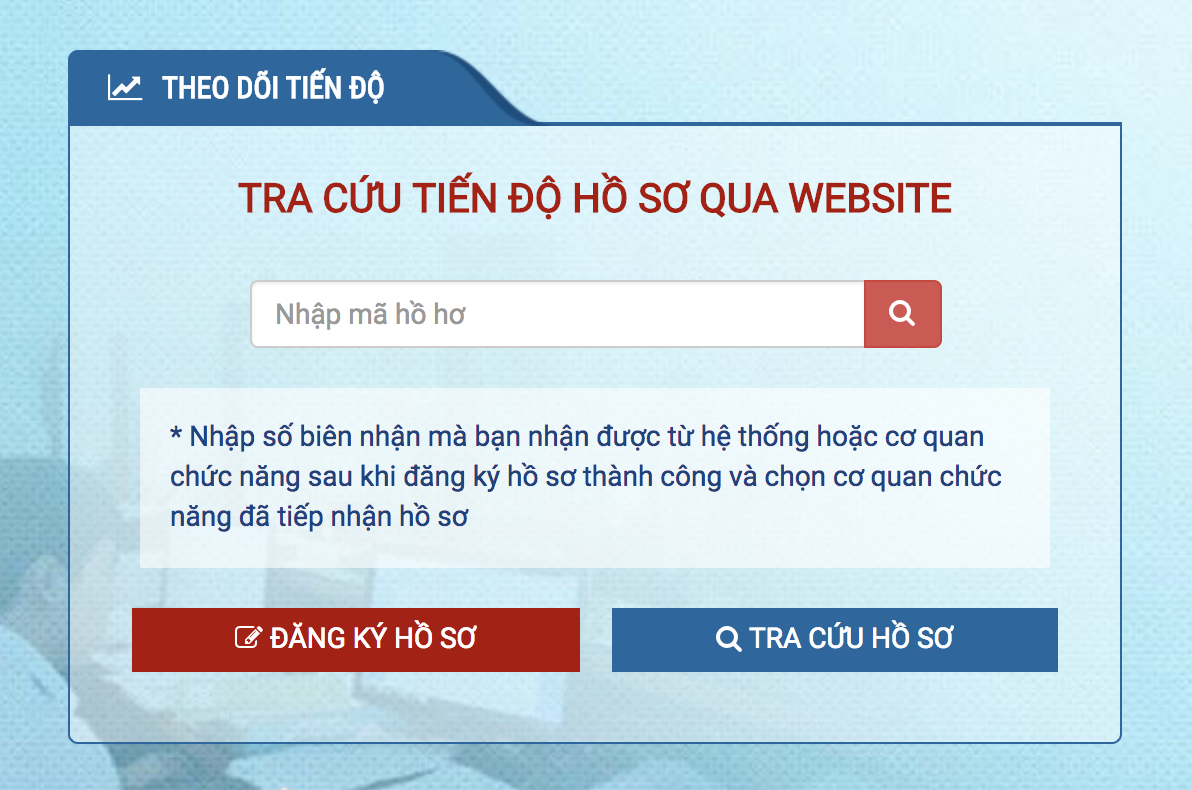 THEO DÕI TIẾN ĐỘ
TRA CỨU TIẾN ĐỘ HỒ SƠ QUA WEBSITE
Nhập mã hồ hơ
* Nhập số biên nhận mà bạn nhận được từ hệ thống hoặc cơ quan
chức năng sau khi đăng ký hồ sơ thành công và chọn cơ quan chức
năng đã tiếp nhận hồ sơ
ĐĂNG KÝ HỒ SƠ
TRA CỨU HỒ SƠ